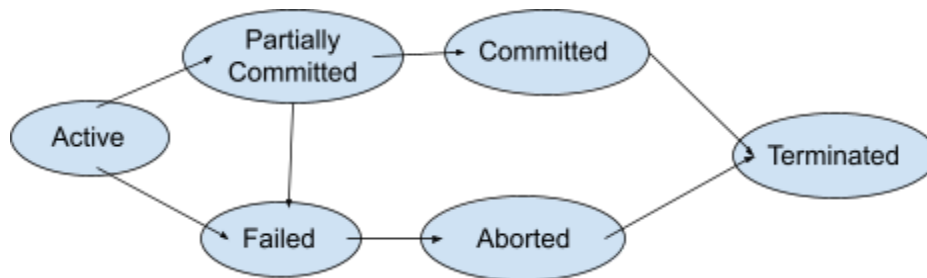 Partially
Committed
Committed
Active
Terminated
Failed
Aborted